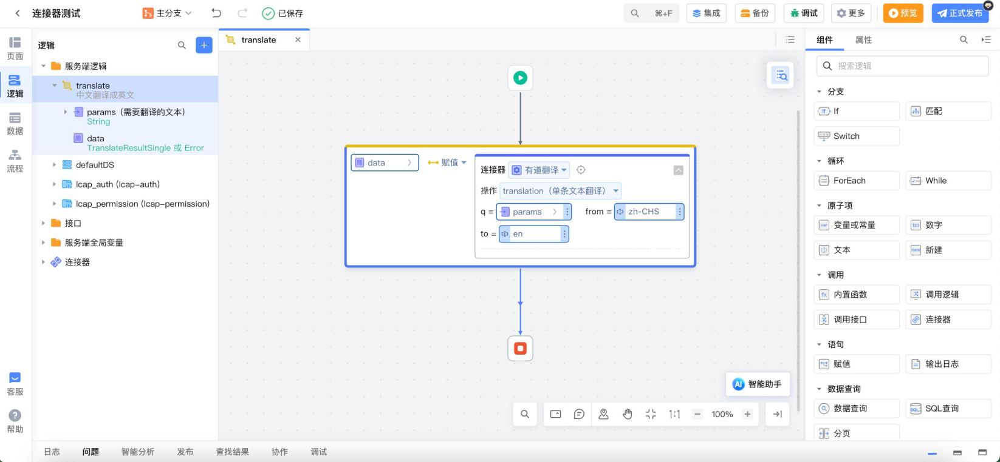 连接器测试
主分支
已保存
⌘+F
集成
备份
调试
更多
预览
正式发布
页面
逻辑
数据
流程
客服
帮助
逻辑
服务端逻辑
translate
中文翻译成英文
params（需要翻译的文本）
String
data
TranslateResultSingle 或 Error
defaultDS
lcap_auth (lcap-auth)
lcap_permission (lcap-permission)
接口
服务端全局变量
连接器
translate
data
赋值
连接器 有道翻译
操作 translation（单条文本翻译）
q = params from = zh-CHS
to = en
AI 智能助手
1:1
100%
组件
属性
搜索逻辑
分支
If
匹配
Switch
循环
ForEach
While
原子项
var 变量或常量
123 数字
文本
new 新建
调用
fx 内置函数
调用逻辑
调用接口
连接器
语句
赋值
输出日志
数据查询
数据查询
SQL SQL查询
分页
日志
问题
智能分析
发布
查找结果
协作
调试